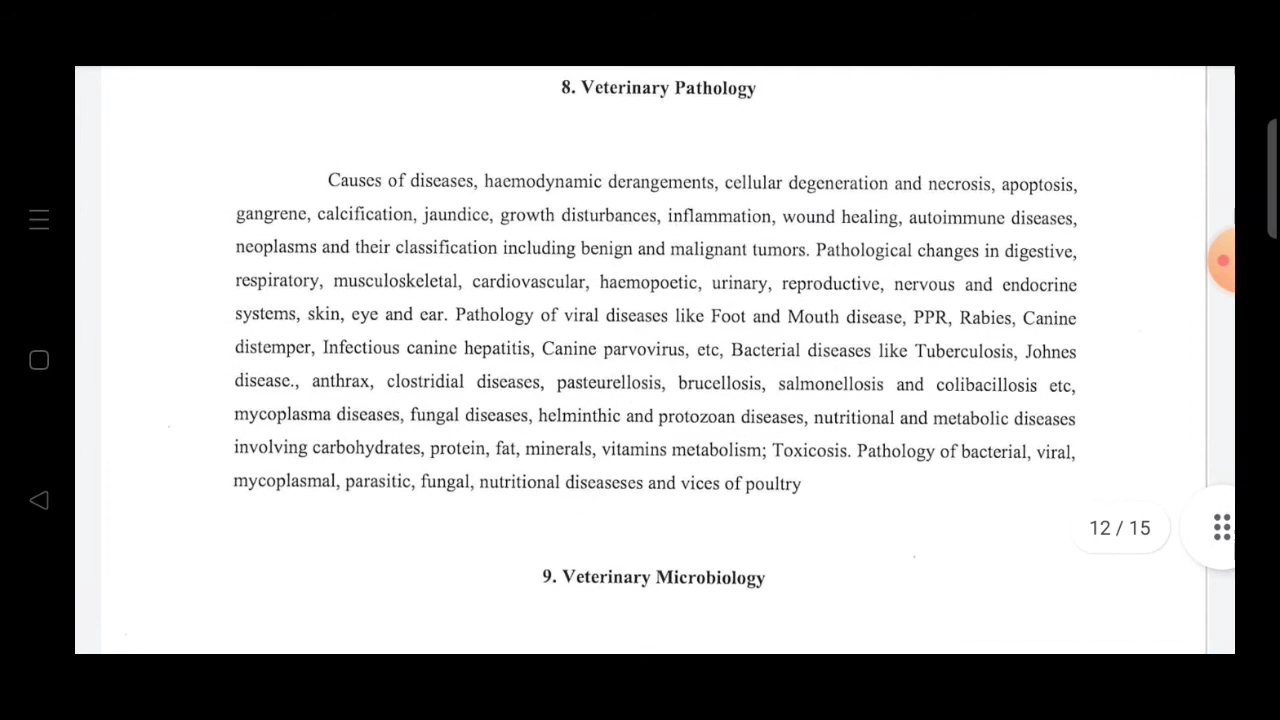 8. Veterinary Pathology
Causes of diseases, haemodynamic derangements, cellular degeneration and necrosis, apoptosis,
gangrene, calcification, jaundice, growth disturbances, inflammation, wound healing, autoimmune diseases,
neoplasms and their classification including benign and malignant tumors. Pathological changes in digestive,
respiratory, musculoskeletal, cardiovascular, haemopoetic, urinary, reproductive, nervous and endocrine
systems, skin, eye and ear. Pathology of viral diseases like Foot and Mouth disease, PPR, Rabies, Canine
distemper, Infectious canine hepatitis, Canine parvovirus, etc, Bacterial diseases like Tuberculosis, Johnes
disease., anthrax, clostridial diseases, pasteurellosis, brucellosis, salmonellosis and colibacillosis etc,
mycoplasma diseases, fungal diseases, helminthic and protozoan diseases, nutritional and metabolic diseases
involving carbohydrates, protein, fat, minerals, vitamins metabolism; Toxicosis. Pathology of bacterial, viral,
mycoplasmal, parasitic, fungal, nutritional diseaseses and vices of poultry
12 / 15
9. Veterinary Microbiology